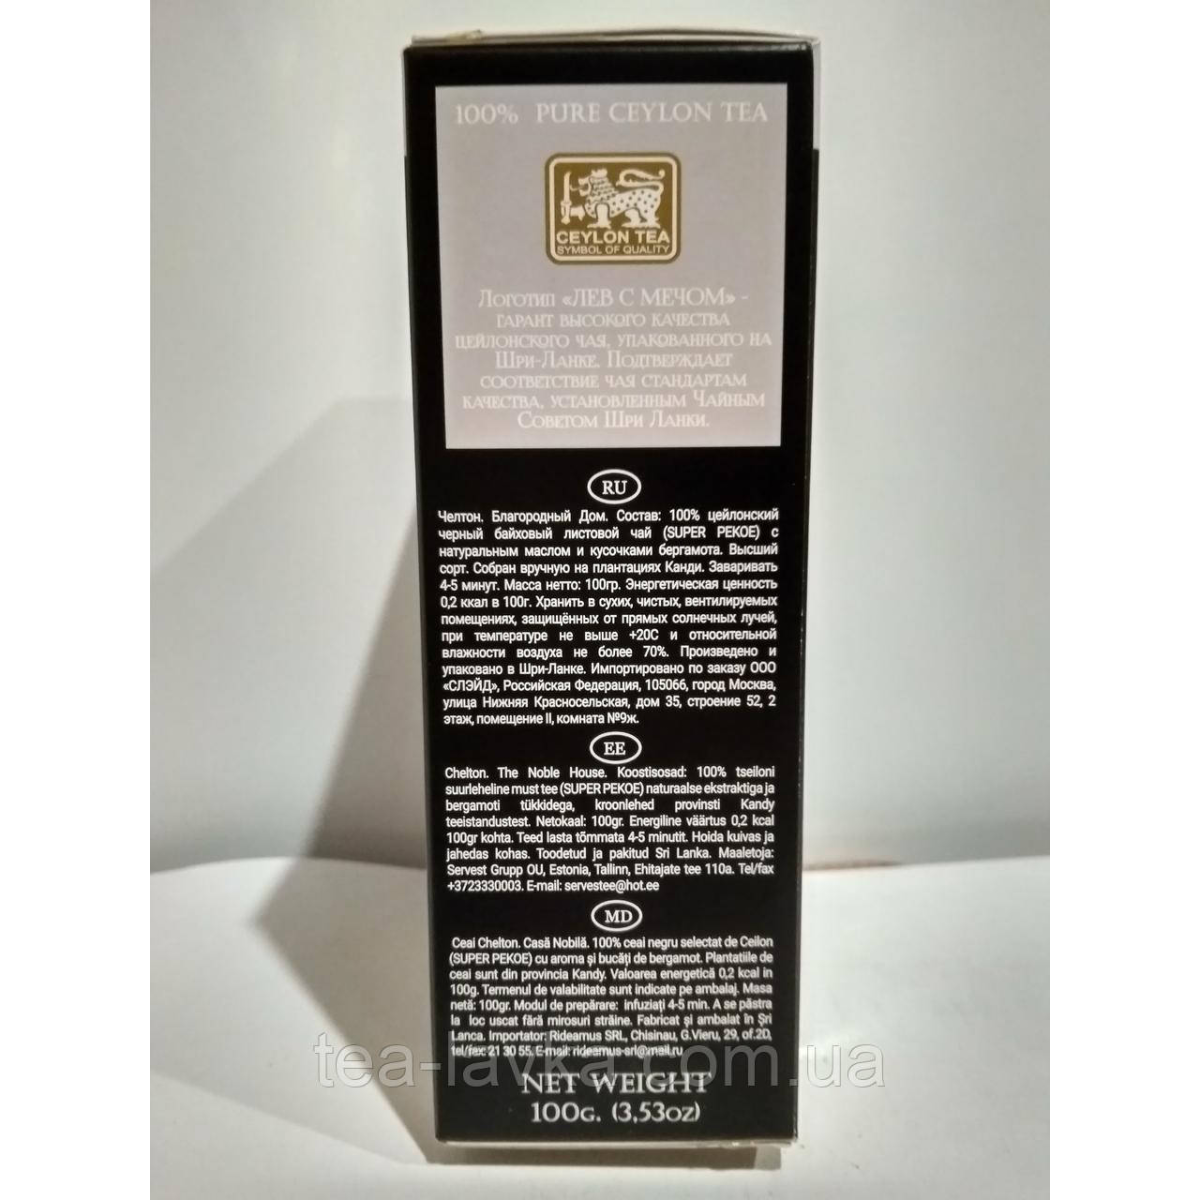 100% PURE CEYLON TEA
CEYLON TEA
SYMBOL OF QUALITY
Логотип «ЛЕВ С МЕЧОМ» -
гарант высокого качества
цейлонского чая, упакованного на
Шри-Ланке. Подтверждает
соответствие чая стандартам
качества, установленным Чайным
Советом Шри Ланки.
RU
Челтон. Благородный Дом. Состав: 100% цейлонский
черный байховый листовой чай (SUPER PEKOE) с
натуральным маслом и кусочками бергамота. Высший
сорт. Собран вручную на плантациях Канди. Заваривать
4-5 минут. Масса нетто: 100гр. Энергетическая ценность
0,2 ккал в 100г. Хранить в сухих, чистых, вентилируемых
помещениях, защищённых от прямых солнечных лучей,
при температуре не выше +20С и относительной
влажности воздуха не более 70%. Произведено и
упаковано в Шри-Ланке. Импортировано по заказу ООО
«СЛЭЙД», Российская Федерация, 105066, город Москва,
улица Нижняя Красносельская, дом 35, строение 52, 2
этаж, помещение II, комната №9ж.
EE
Chelton. The Noble House. Koostisosad: 100% tseiloni
suurleheline must tee (SUPER PEKOE) naturaalse ekstraktiga ja
bergamoti tükkidega, kroonlehed provinsti Kandy
teeistandustest. Netokaal: 100gr. Energiline väärtus 0,2 kcal
100gr kohta. Teed lasta tõmmata 4-5 minutit. Hoida kuivas ja
jahedas kohas. Toodetud ja pakitud Sri Lanka. Maaletoja:
Servest Grupp OU, Estonia, Tallinn, Ehitajate tee 110a. Tel/fax
+3723330003. E-mail: servestee@hot.ee
MD
Ceai Chelton. Casă Nobilă. 100% ceai negru selectat de Ceilon
(SUPER PEKOE) cu aroma și bucăți de bergamot. Plantatiile de
ceai sunt din provincia Kandy. Valoarea energetică 0,2 kcal in
100g. Termenul de valabilitate sunt indicate pe ambalaj. Masa
netă: 100gr. Modul de prepărare: infuziați 4-5 min. A se păstra
la loc uscat fără mirosuri străine. Fabricat și ambalat în Șri
Lanca. Importator: Rideamus SRL, Chisinau, G.Vieru, 29, of.2D,
tel/fex: 21 30 55. E-mail: rideamus-srl@mail.ru
tea-lavka.com.ua
NET WEIGHT
100G. (3,53OZ)